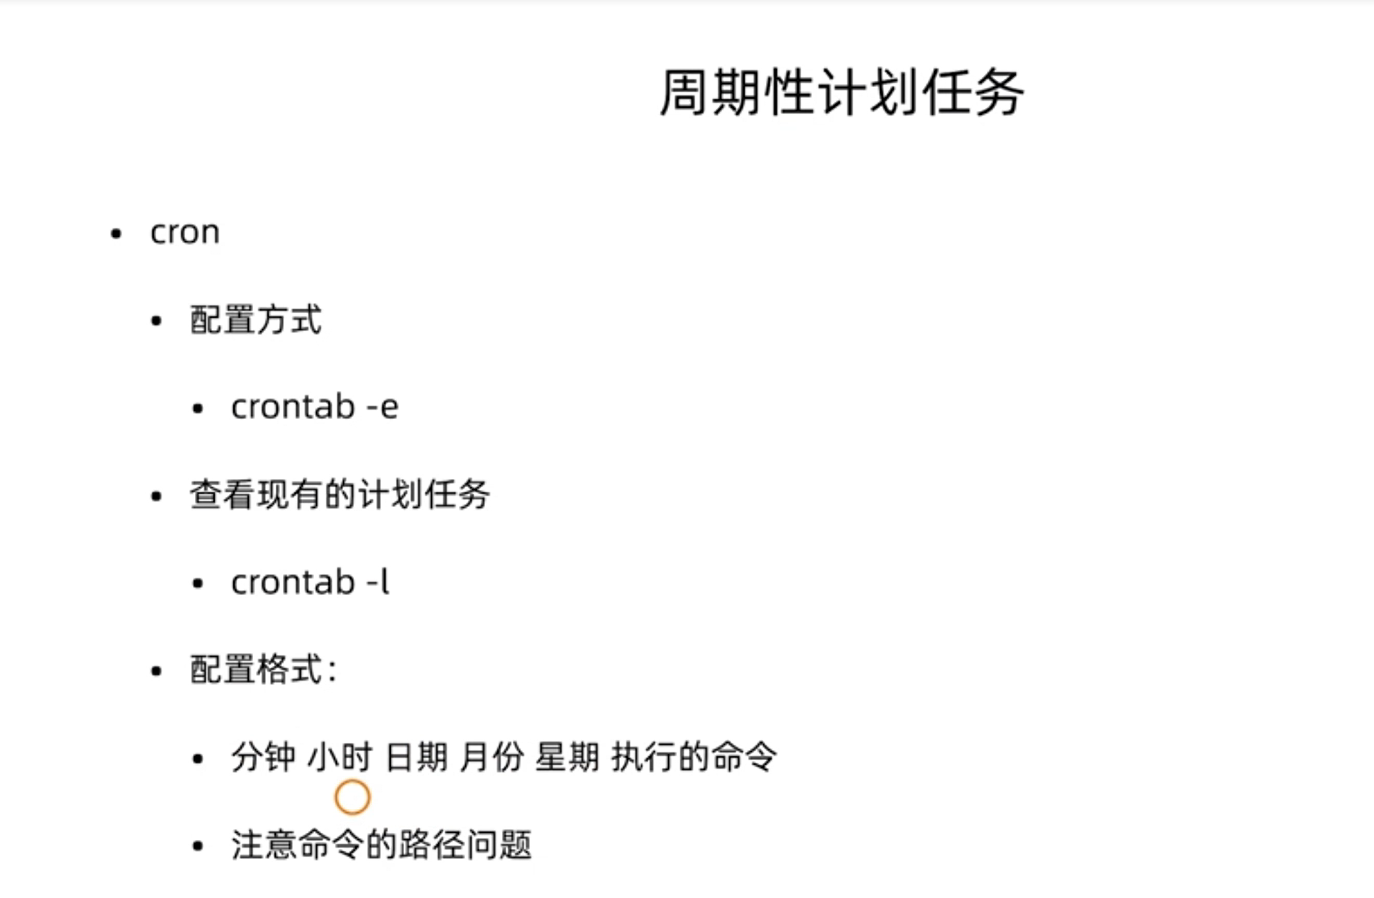 周期性计划任务
cron
配置方式
crontab -e
查看现有的计划任务
crontab -l
配置格式：
分钟 小时 日期 月份 星期 执行的命令
注意命令的路径问题